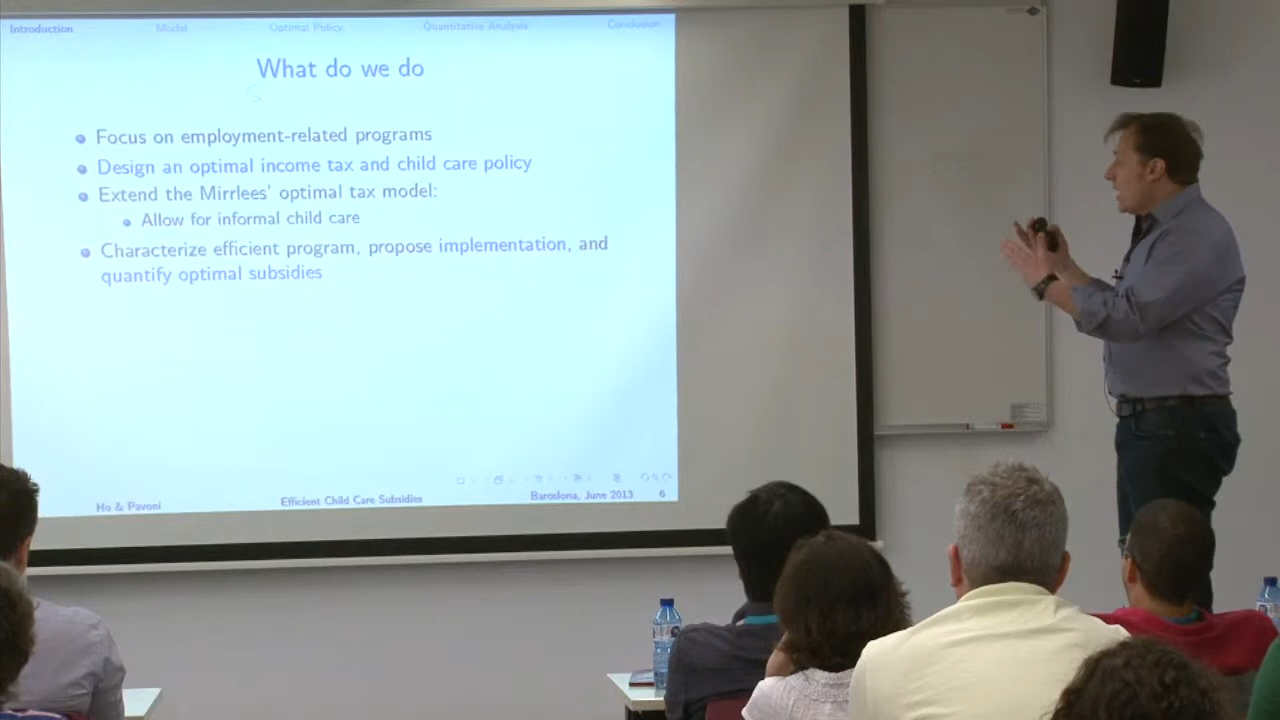 Introduction Model Optimal Policy Quantitative Analysis Conclusion
What do we do
Focus on employment-related programs
Design an optimal income tax and child care policy
Extend the Mirrlees' optimal tax model:
Allow for informal child care
Characterize efficient program, propose implementation, and
quantify optimal subsidies
Ho & Pavoni Efficient Child Care Subsidies Barcelona, June 2013 6